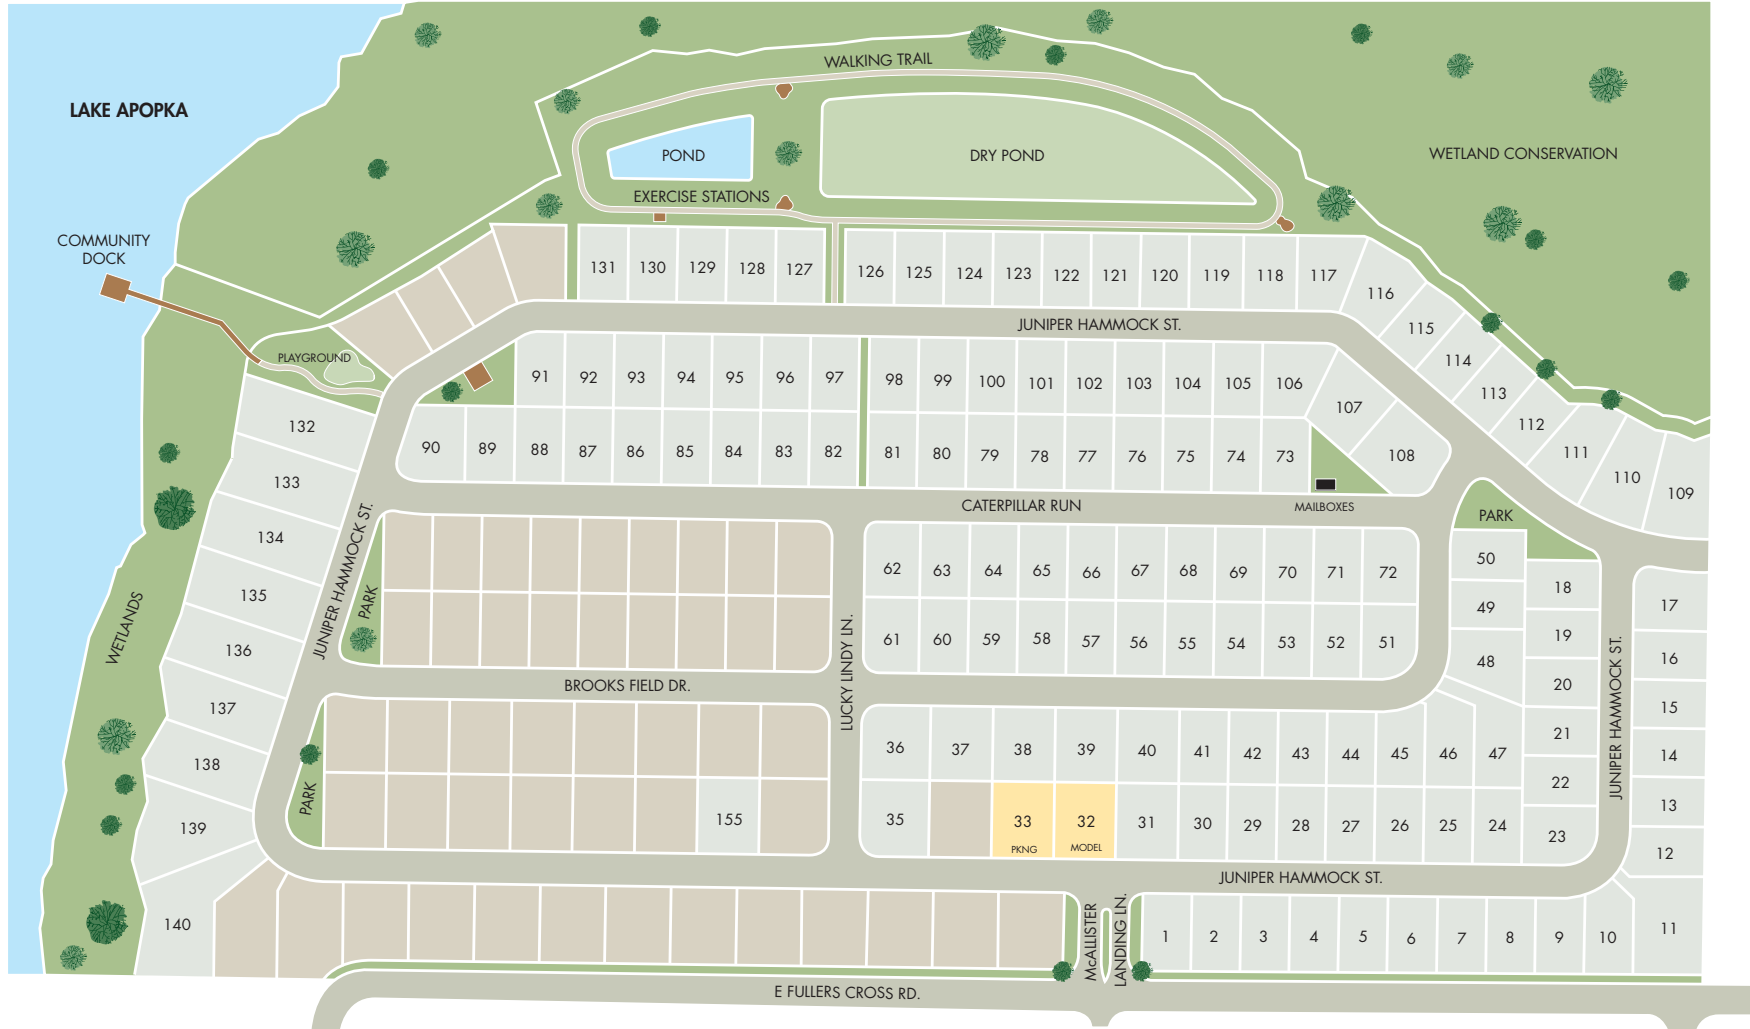 WALKING TRAIL
LAKE APOPKA
POND
DRY POND
WETLAND CONSERVATION
EXERCISE STATIONS
COMMUNITY
DOCK
131 130 129 128 127 126 125 124 123 122 121 120 119 118 117
116
JUNIPER HAMMOCK ST.
115
PLAYGROUND
114
91 92 93 94 95 96 97 98 99 100 101 102 103 104 105 106
113
107
132
112
90 89 88 87 86 85 84 83 82 81 80 79 78 77 76 75 74 73
108
111
110
109
133
CATERPILLAR RUN
MAILBOXES
PARK
134
JUNIPER HAMMOCK ST.
50
62 63 64 65 66 67 68 69 70 71 72
18
135
PARK
49
17
WETLANDS
61 60 59 58 57 56 55 54 53 52 51
19
136
48
16
BROOKS FIELD DR.
LUCKY LINDY LN.
20
JUNIPER HAMMOCK ST.
137
15
21
36 37 38 39 40 41 42 43 44 45 46 47
14
138
22
PARK
13
139
155
35 33 32 31 30 29 28 27 26 25 24 23
PKNG MODEL
12
JUNIPER HAMMOCK ST.
140
McALLISTER
LANDING LN.
1 2 3 4 5 6 7 8 9 10 11
E FULLERS CROSS RD.